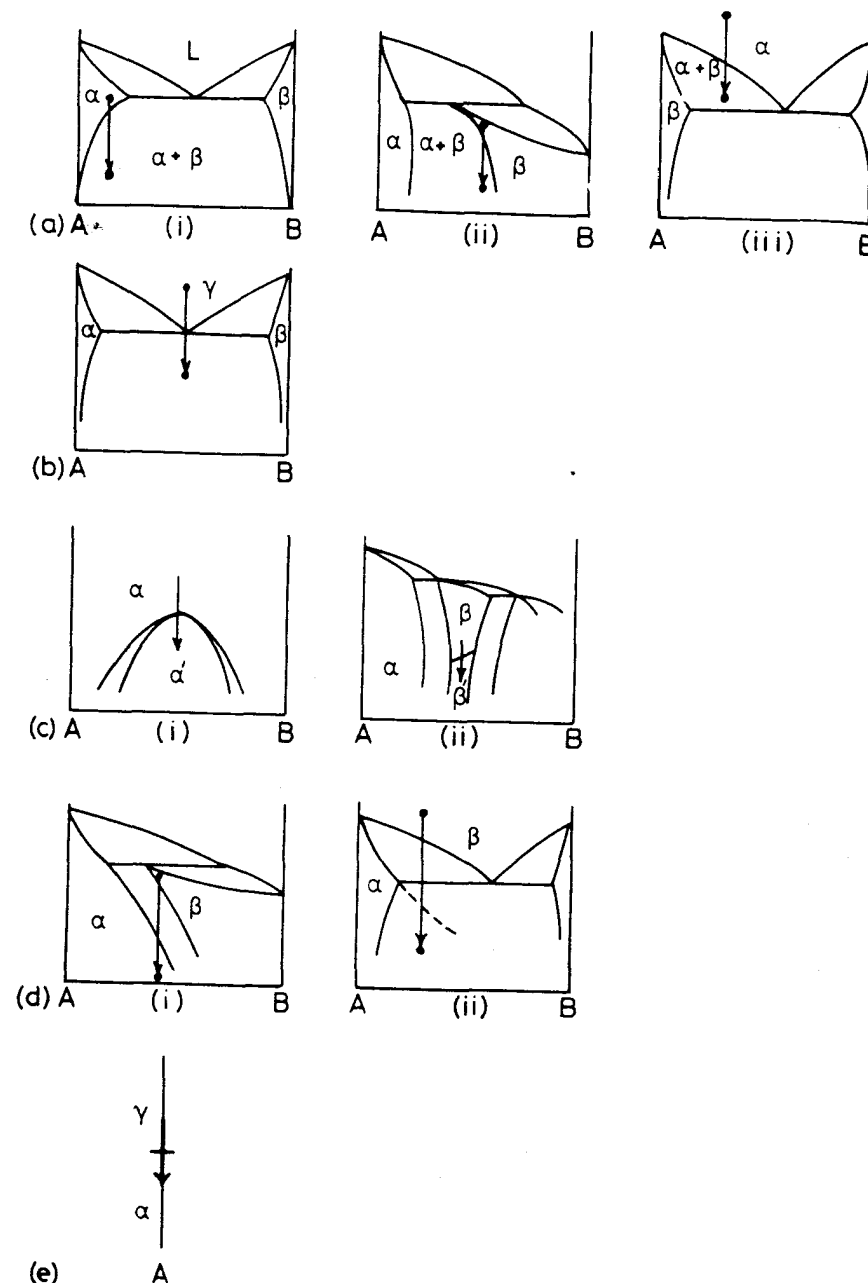 L
α
β
α + β
(a) A (i) B
α
α + β
β
A (ii) B
α
α + β
β
A (iii) B
γ
α
β
(b) A B
α
α′
(c) A (i) B
β
α
β′
A (ii) B
α
β
(d) A (i) B
β
α
A (ii) B
γ
α
(e) A